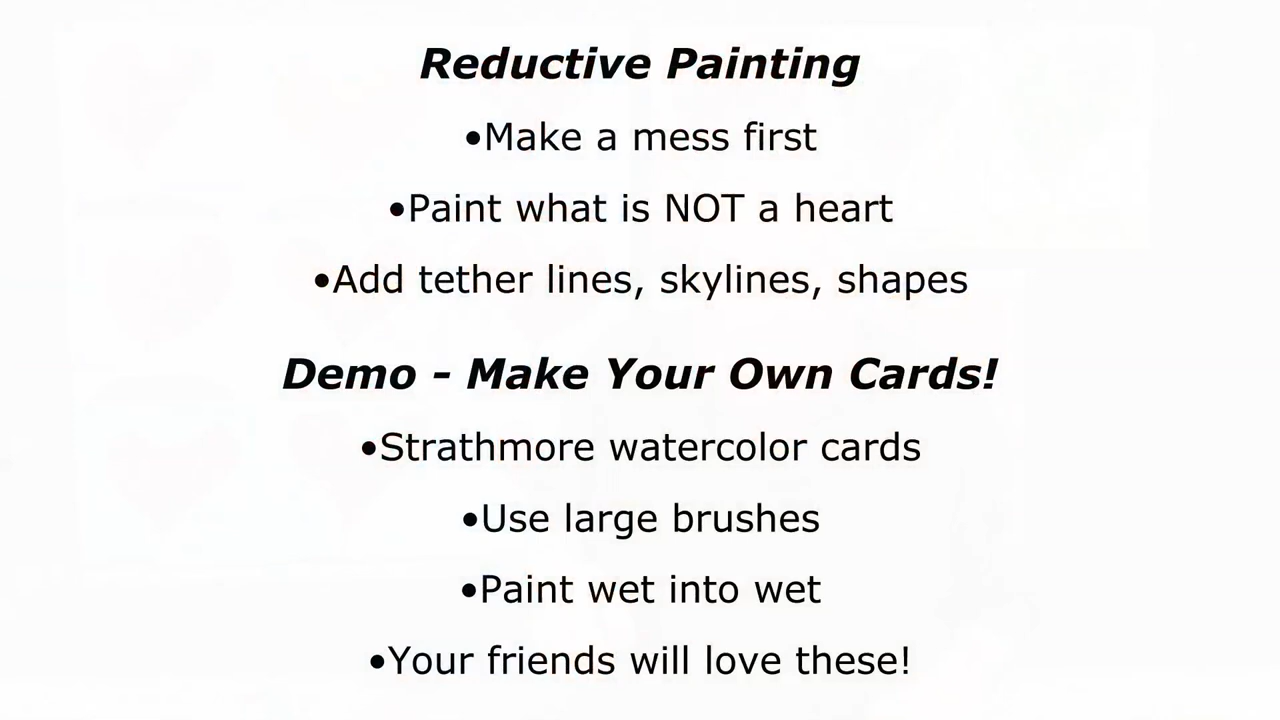 Reductive Painting
•Make a mess first
•Paint what is NOT a heart
•Add tether lines, skylines, shapes
Demo - Make Your Own Cards!
•Strathmore watercolor cards
•Use large brushes
•Paint wet into wet
•Your friends will love these!